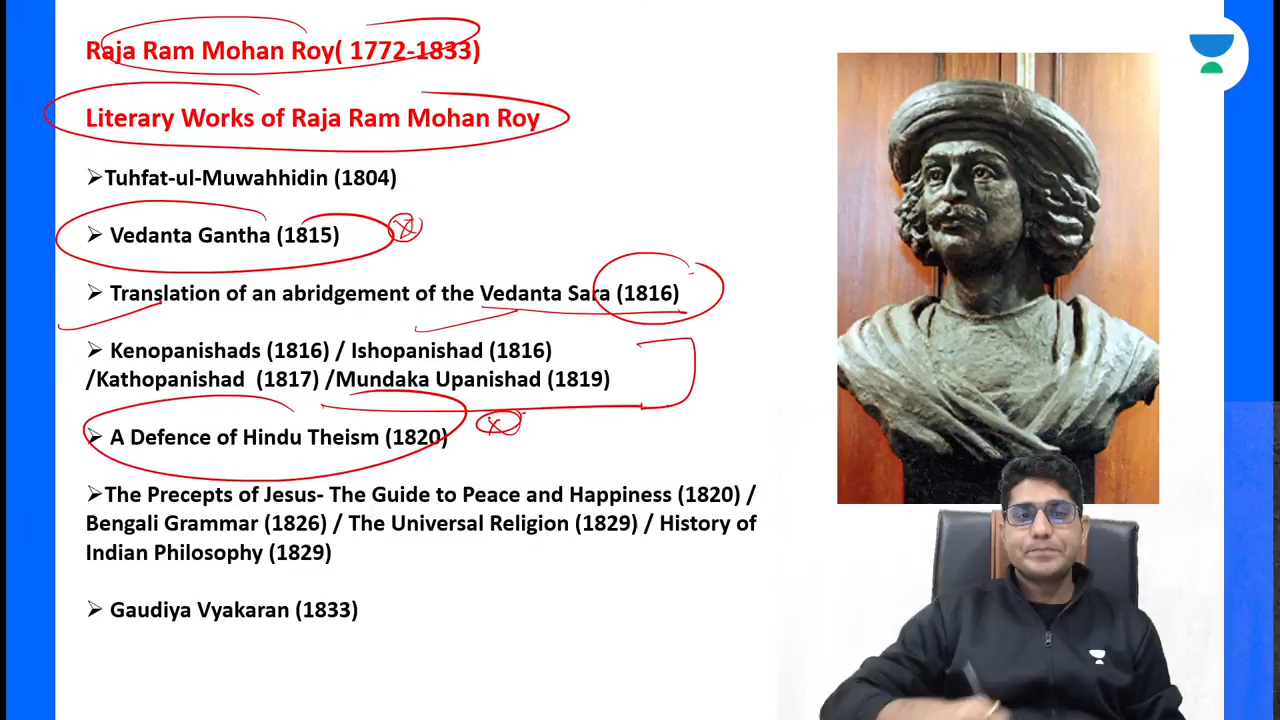 Raja Ram Mohan Roy( 1772-1833)
Literary Works of Raja Ram Mohan Roy
➢Tuhfat-ul-Muwahhidin (1804)
➢ Vedanta Gantha (1815)
➢ Translation of an abridgement of the Vedanta Sara (1816)
➢ Kenopanishads (1816) / Ishopanishad (1816)
/Kathopanishad (1817) /Mundaka Upanishad (1819)
➢ A Defence of Hindu Theism (1820)
➢The Precepts of Jesus- The Guide to Peace and Happiness (1820) /
Bengali Grammar (1826) / The Universal Religion (1829) / History of
Indian Philosophy (1829)
➢ Gaudiya Vyakaran (1833)